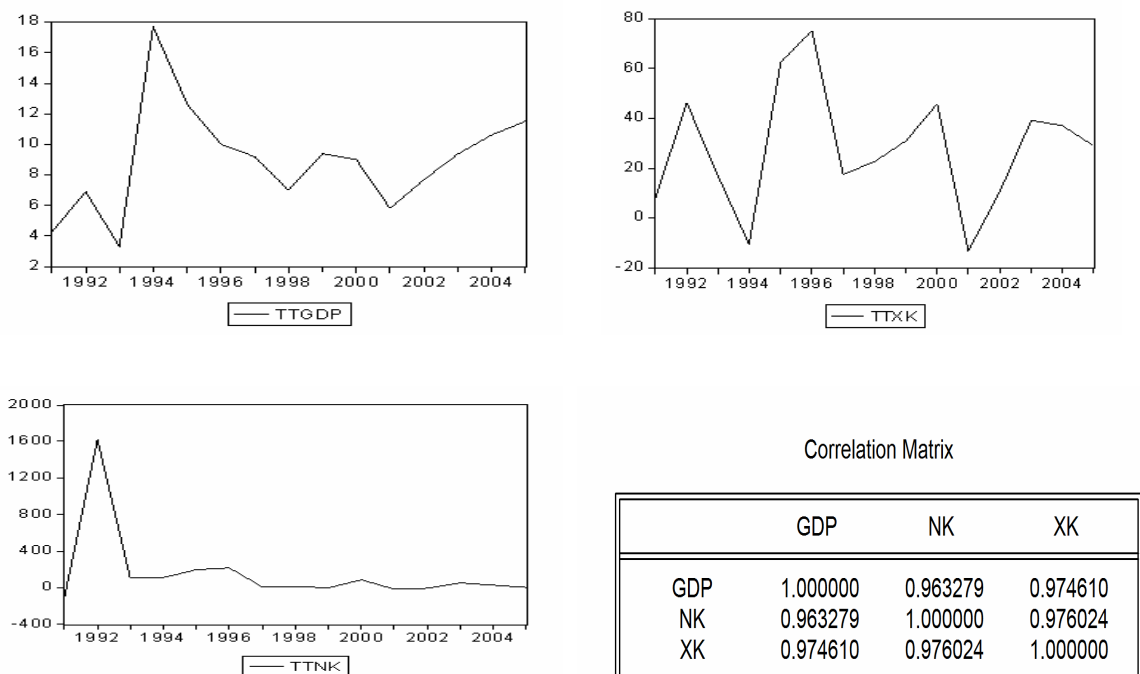 18
16
14
12
10
8
6
4
2
1992 1994 1996 1998 2000 2002 2004
TTGDP
80
60
40
20
0
-20
1992 1994 1996 1998 2000 2002 2004
TTXK
2000
1600
1200
800
400
0
-400
1992 1994 1996 1998 2000 2002 2004
TTNK
Correlation Matrix
GDP NK XK
GDP 1.000000 0.963279 0.974610
NK 0.963279 1.000000 0.976024
XK 0.974610 0.976024 1.000000